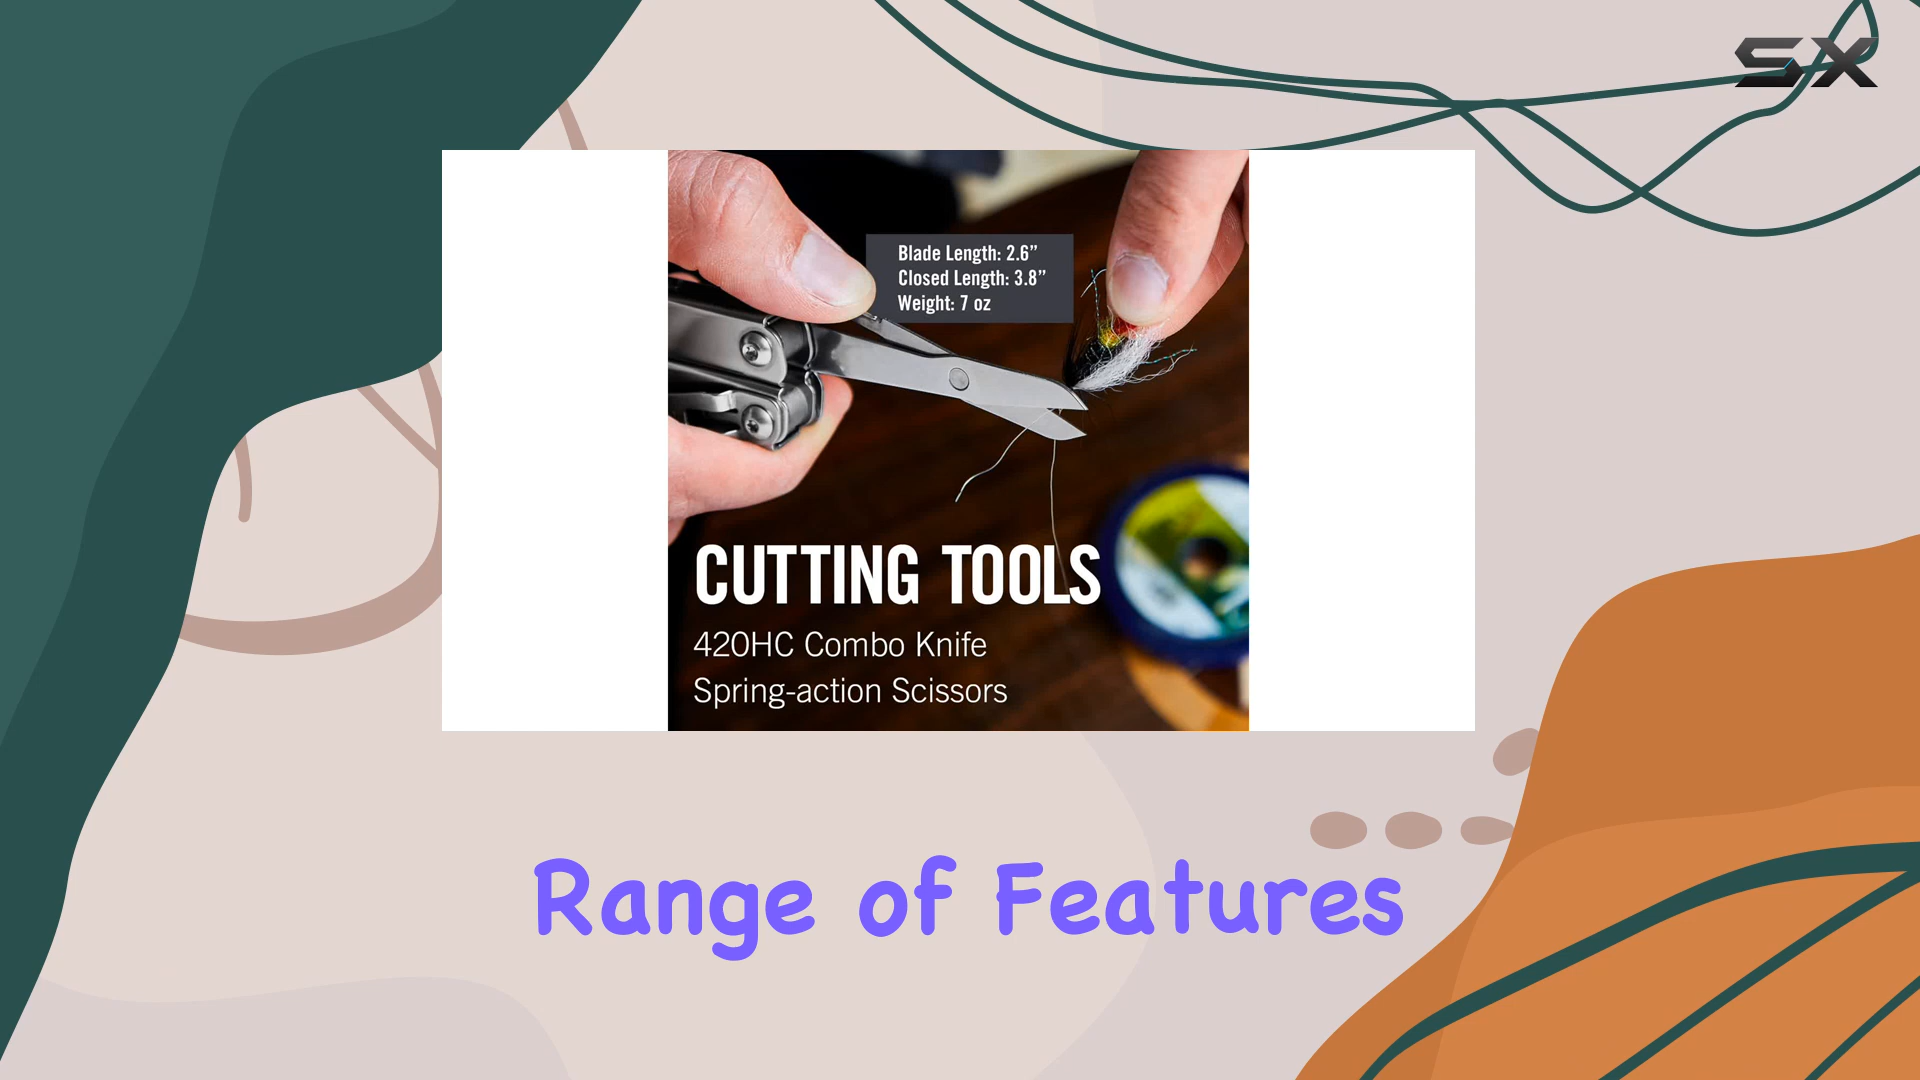 SX
Blade Length: 2.6”
Closed Length: 3.8”
Weight: 7 oz
CUTTING TOOLS
420HC Combo Knife
Spring-action Scissors
Range of Features